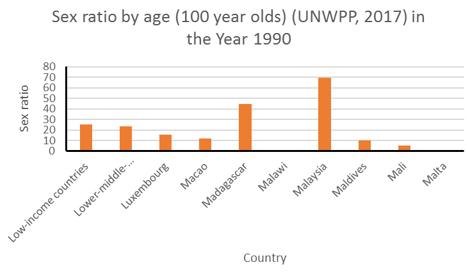 Sex ratio by age (100 year olds) (UNWPP, 2017) in
the Year 1990
80
70
60
50
40
30
20
10
0
Sex ratio
Low-income countries
Lower-middle-...
Luxembourg
Macao
Madagascar
Malawi
Malaysia
Maldives
Mali
Malta
Country